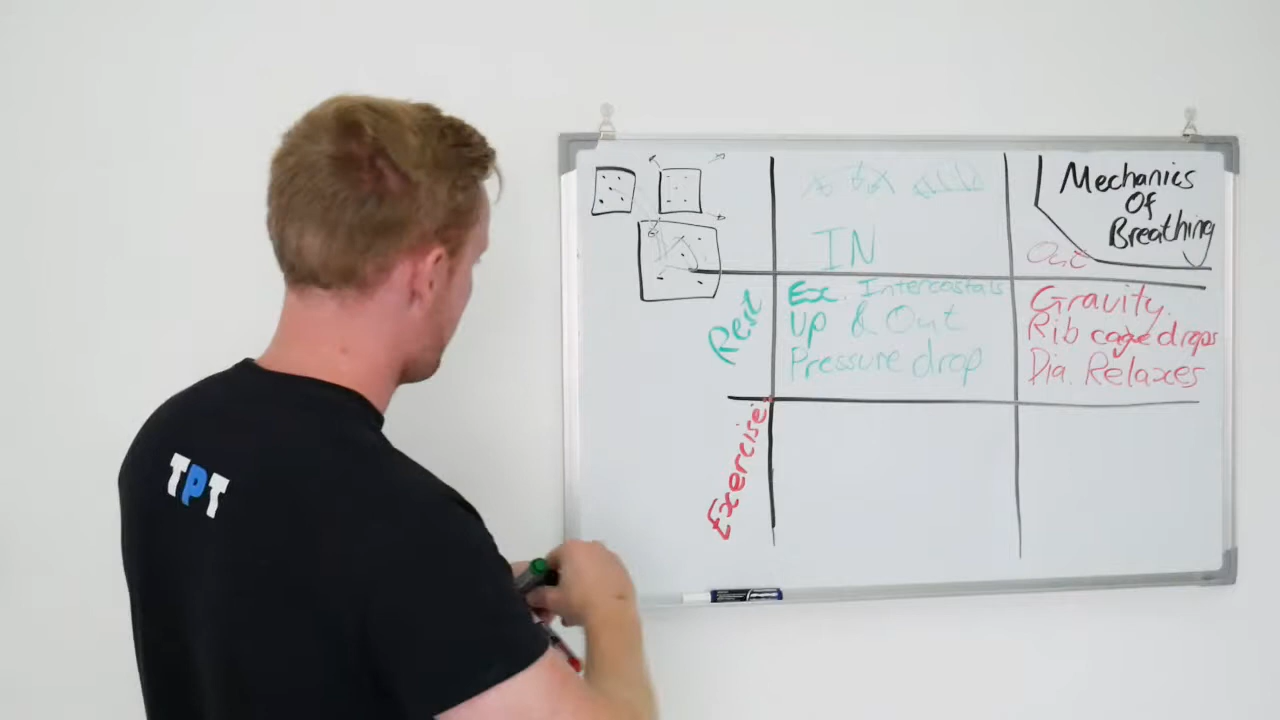 TPT
Mechanics
Of
Breathing
IN
Out
Rest
Ex. Intercostals
Up & Out
Pressure drop
Gravity.
Rib cage drops
Dia. Relaxes
Exercise: